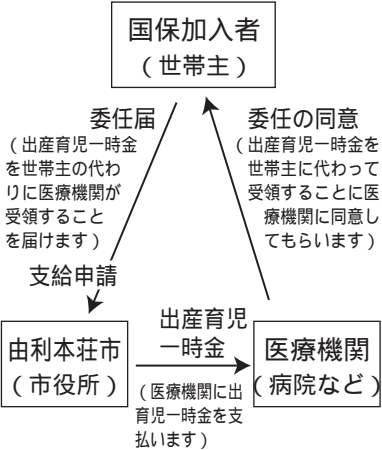 国保加入者
（世帯主）
委任届
（出産育児一時金
を世帯主の代わ
りに医療機関が
受領すること
を届けます）
支給申請
委任の同意
（出産育児一時金を
世帯主に代わって
受領することに医
療機関に同意し
てもらいます）
由利本荘市
（市役所）
出産育児
一時金
（医療機関に出
育児一時金を支
払います）
医療機関
（病院など）